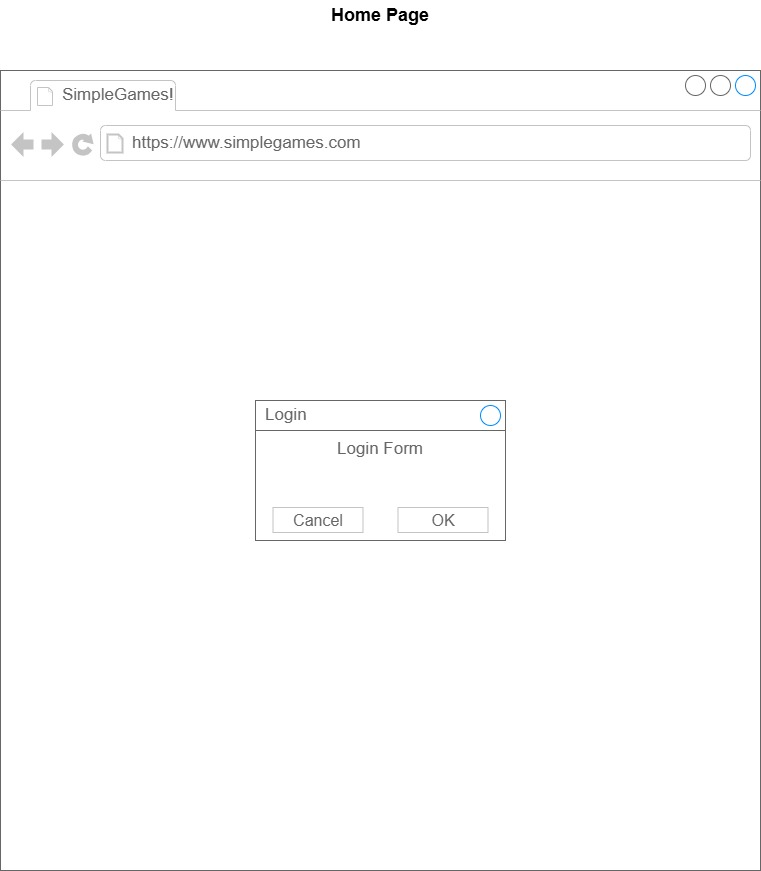 Home Page
SimpleGames!
https://www.simplegames.com
Login
Login Form
Cancel OK